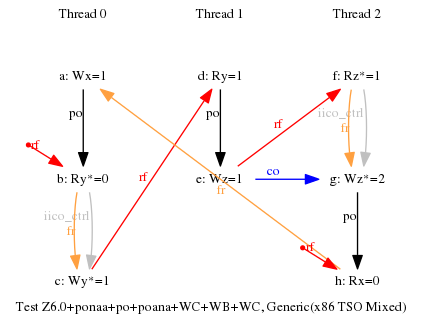 Thread 0 Thread 1 Thread 2
a: Wx=1 d: Ry=1 f: Rz*=1
po po iico_ctrl
fr
rf rf rf
b: Ry*=0 e: Wz=1 co g: Wz*=2
fr
iico_ctrl po
fr
rf
c: Wy*=1 h: Rx=0
Test Z6.0+ponaa+po+poana+WC+WB+WC, Generic(x86 TSO Mixed)